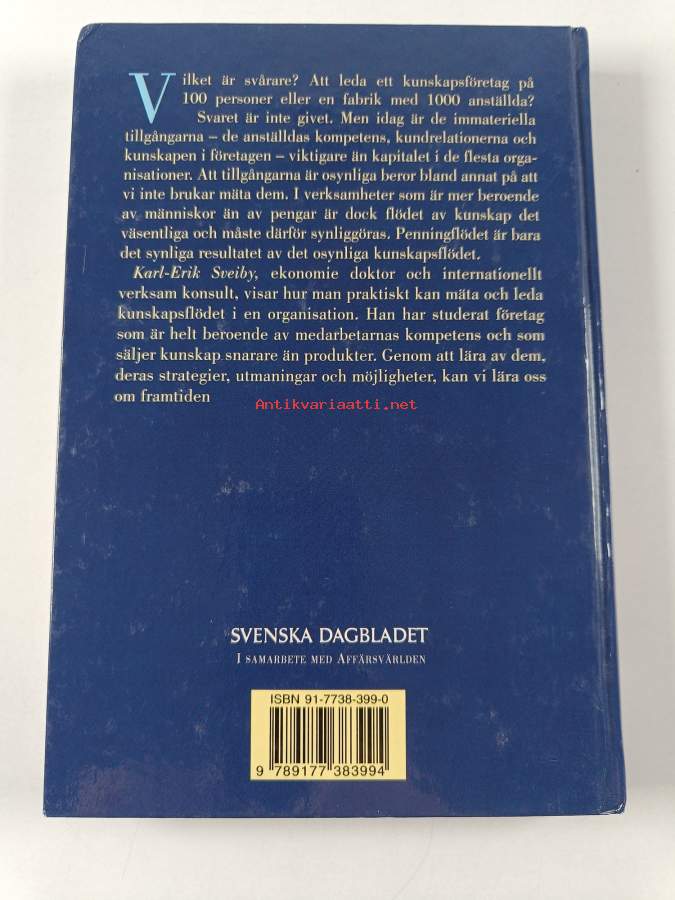 Vilket är svårare? Att leda ett kunskapsföretag på
100 personer eller en fabrik med 1000 anställda?
Svaret är inte givet. Men idag är de immateriella
tillgångarna – de anställdas kompetens, kundrelationerna och
kunskapen i företagen – viktigare än kapitalet i de flesta orga-
nisationer. Att tillgångarna är osynliga beror bland annat på att
vi inte brukar mäta dem. I verksamheter som är mer beroende
av människor än av pengar är dock flödet av kunskap det
väsentliga och måste därför synliggöras. Penningflödet är bara
det synliga resultatet av det osynliga kunskapsflödet.
Karl-Erik Sveiby, ekonomie doktor och internationellt
verksam konsult, visar hur man praktiskt kan mäta och leda
kunskapsflödet i en organisation. Han har studerat företag
som är helt beroende av medarbetarnas kompetens och som
säljer kunskap snarare än produkter. Genom att lära av dem,
deras strategier, utmaningar och möjligheter, kan vi lära oss
om framtiden
Antikvariaatti.net
SVENSKA DAGBLADET
I SAMARBETE MED AFFÄRSVÄRLDEN
ISBN 91-7738-399-0
9 789177 383994